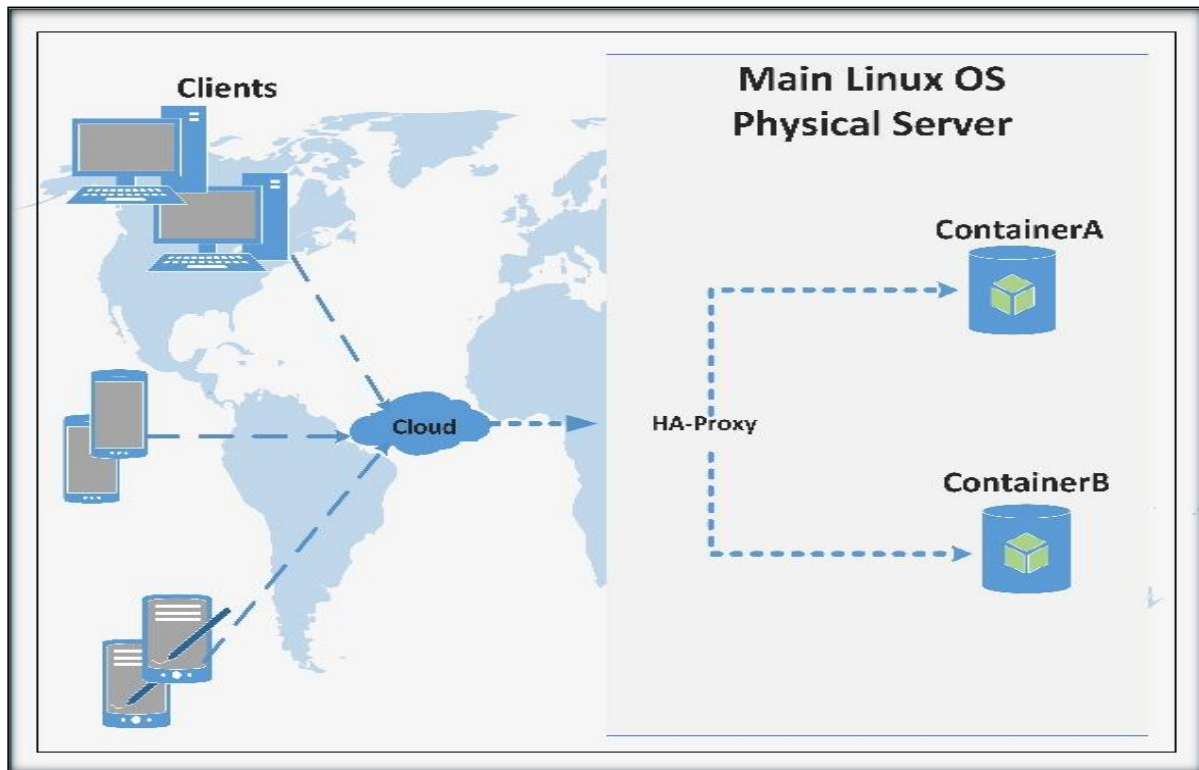 Clients
Main Linux OS
Physical Server
ContainerA
Cloud
HA-Proxy
ContainerB